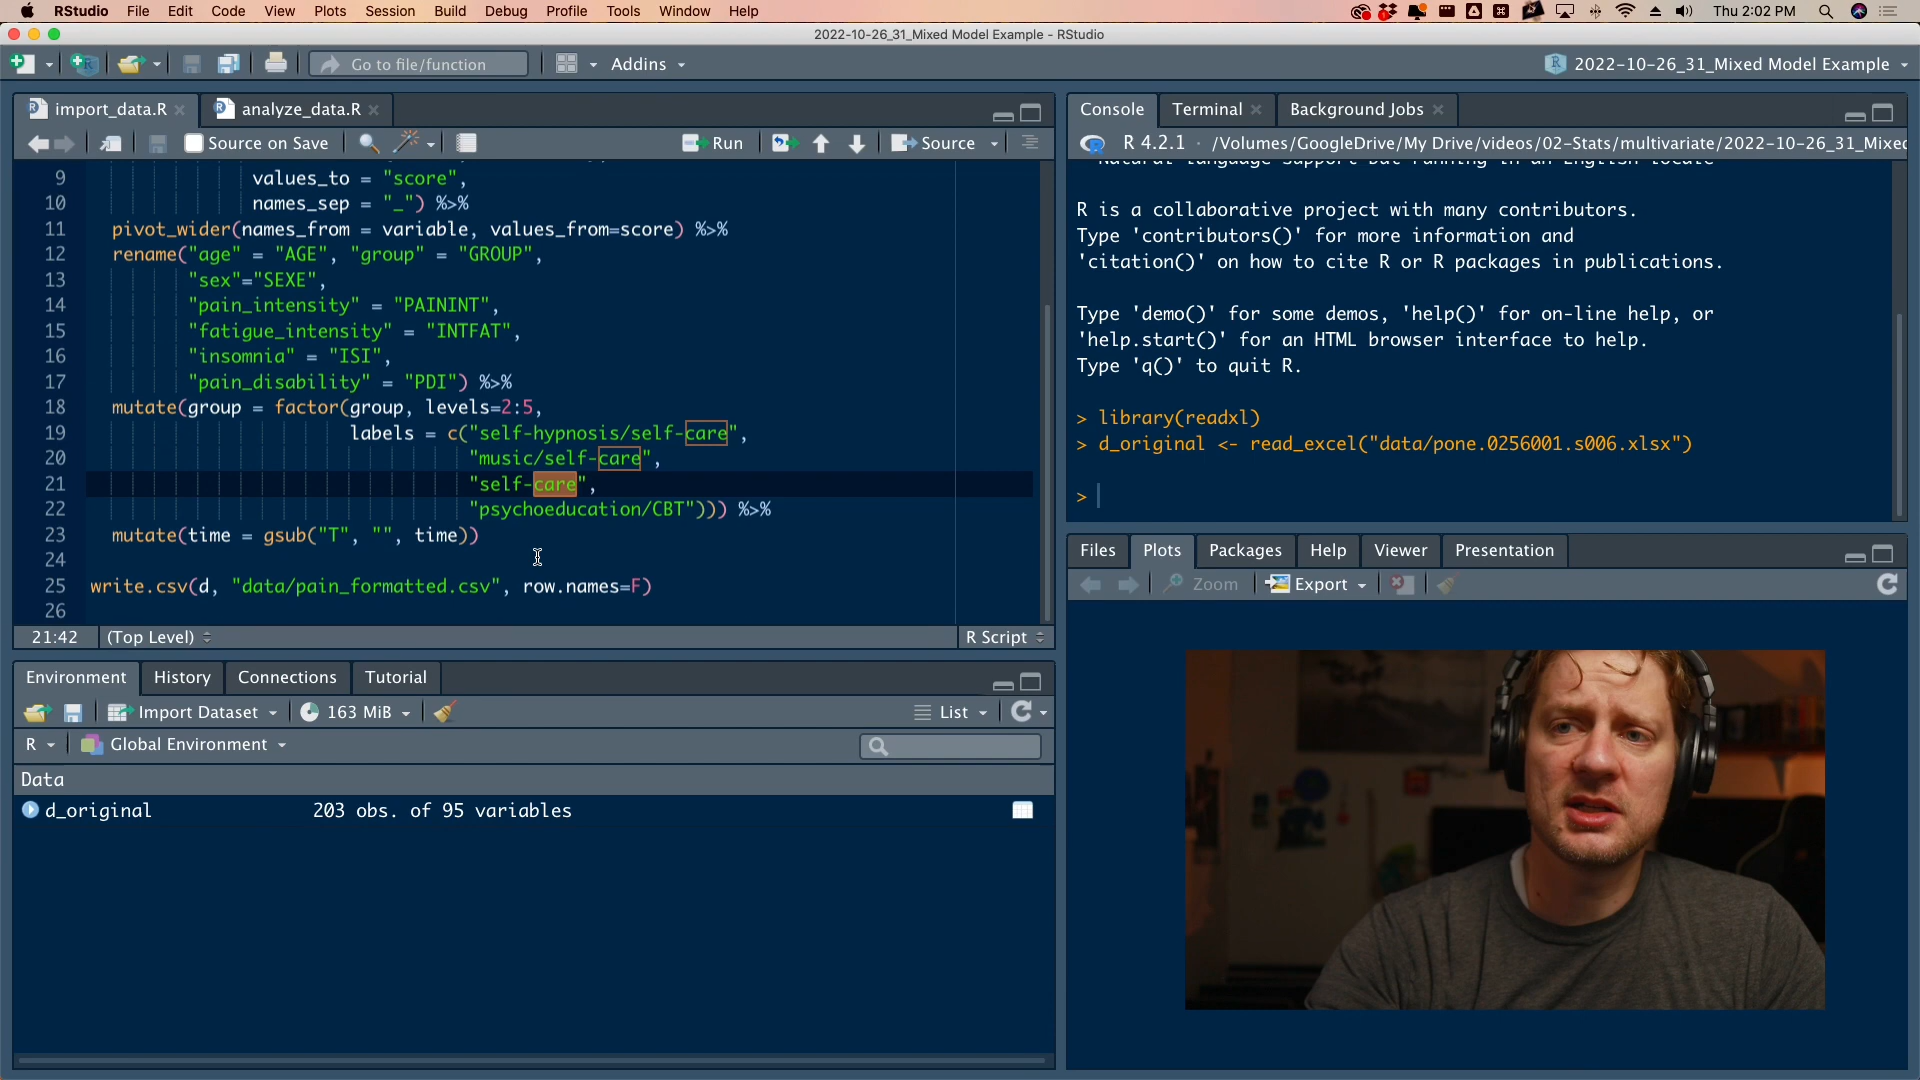 RStudio File Edit Code View Plots Session Build Debug Profile Tools Window Help Thu 2:02 PM
2022-10-26_31_Mixed Model Example - RStudio
Go to file/function Addins 2022-10-26_31_Mixed Model Example
import_data.R analyze_data.R
Source on Save Run Source
9 values_to = "score",
10 names_sep = "_") %>%
11 pivot_wider(names_from = variable, values_from=score) %>%
12 rename("age" = "AGE", "group" = "GROUP",
13 "sex"="SEXE",
14 "pain_intensity" = "PAININT",
15 "fatigue_intensity" = "INTFAT",
16 "insomnia" = "ISI",
17 "pain_disability" = "PDI") %>%
18 mutate(group = factor(group, levels=2:5,
19 labels = c("self-hypnosis/self-care",
20 "music/self-care",
21 "self-care",
22 "psychoeducation/CBT"))) %>%
23 mutate(time = gsub("T", "", time))
24
25 write.csv(d, "data/pain_formatted.csv", row.names=F)
26
21:42 (Top Level) R Script
Environment History Connections Tutorial
Import Dataset 163 MiB List
R Global Environment
Data
d_original 203 obs. of 95 variables
Console Terminal Background Jobs
R 4.2.1 · /Volumes/GoogleDrive/My Drive/videos/02-Stats/multivariate/2022-10-26_31_Mixed
Natural language support but running in an English locale
R is a collaborative project with many contributors.
Type 'contributors()' for more information and
'citation()' on how to cite R or R packages in publications.
Type 'demo()' for some demos, 'help()' for on-line help, or
'help.start()' for an HTML browser interface to help.
Type 'q()' to quit R.
> library(readxl)
> d_original <- read_excel("data/pone.0256001.s006.xlsx")
>
Files Plots Packages Help Viewer Presentation
Zoom Export